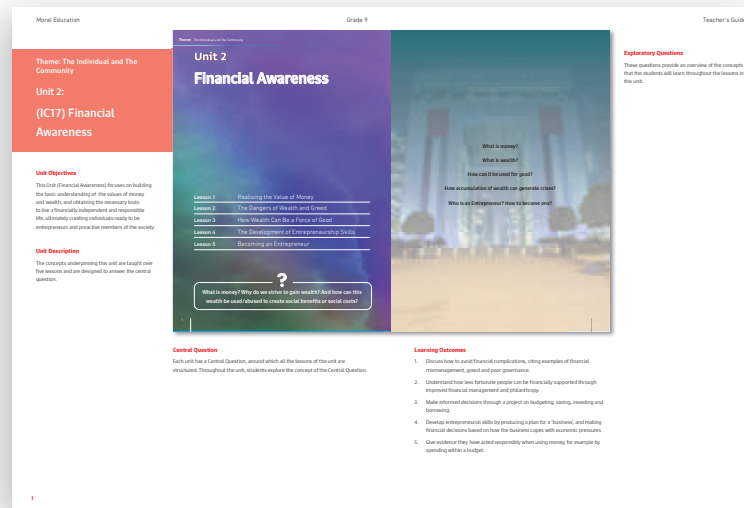 Moral Education
Grade 9
Teacher's Guide
Theme: The Individual and The
Community
Unit 2:
(IC17) Financial
Awareness
Unit Objectives
This Unit (Financial Awareness) focuses on building
the basic understanding of the values of money
and wealth, and obtaining the necessary tools
to live a financially independent and responsible
life, ultimately creating individuals ready to be
entrepreneurs and proactive members of the society.
Unit Description
The concepts underpinning this unit are taught over
five lessons and are designed to answer the central
question.
Theme The Individual and The Community
Unit 2
Financial Awareness
Lesson 1 Realising the Value of Money
Lesson 2 The Dangers of Wealth and Greed
Lesson 3 How Wealth Can Be a Force of Good
Lesson 4 The Development of Entrepreneurship Skills
Lesson 5 Becoming an Entrepreneur
?
What is money? Why do we strive to gain wealth? And how can this
wealth be used/abused to create social benefits or social costs?
What is money?
What is wealth?
How can it be used for good?
How accumulation of wealth can generate crises?
Who is an Entrepreneur? How to become one?
Exploratory Questions
These questions provide an overview of the concepts
that the students will learn throughout the lessons in
this unit.
Central Question
Each unit has a Central Question, around which all the lessons of the unit are
structured. Throughout the unit, students explore the concept of the Central Question.
Learning Outcomes
1. Discuss how to avoid financial complications, citing examples of financial
mismanagement, greed and poor governance.
2. Understand how less fortunate people can be financially supported through
improved financial management and philanthropy.
3. Make informed decisions through a project on budgeting, saving, investing and
borrowing.
4. Develop entrepreneurial skills by producing a plan for a 'business', and making
financial decisions based on how the business copes with economic pressures.
5. Give evidence they have acted responsibly when using money, for example by
spending within a budget.
1